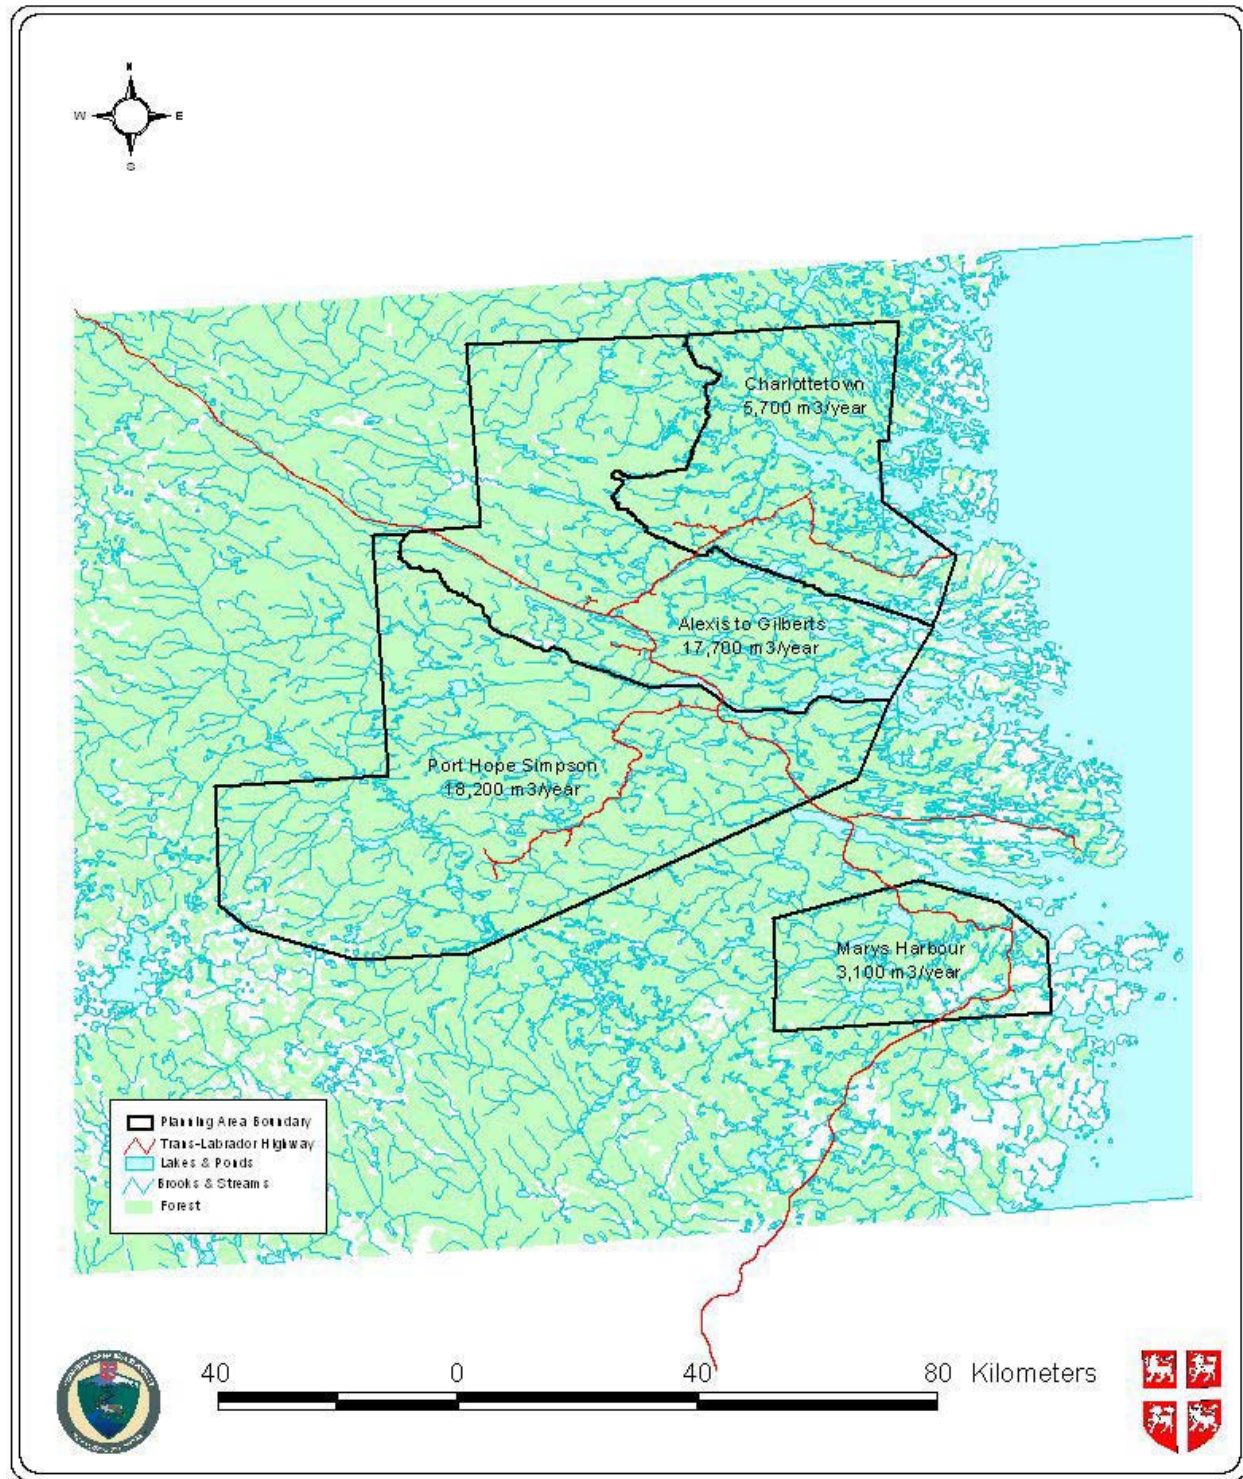 N
W E
S
Charlottetown
5,700 m3/year
Alexis to Gilberts
17,700 m3/year
Port Hope Simpson
18,200 m3/year
Marys Harbour
3,100 m3/year
Planning Area Boundary
Trans-Labrador Highway
Lakes & Ponds
Brooks & Streams
Forest
40 0 40 80 Kilometers